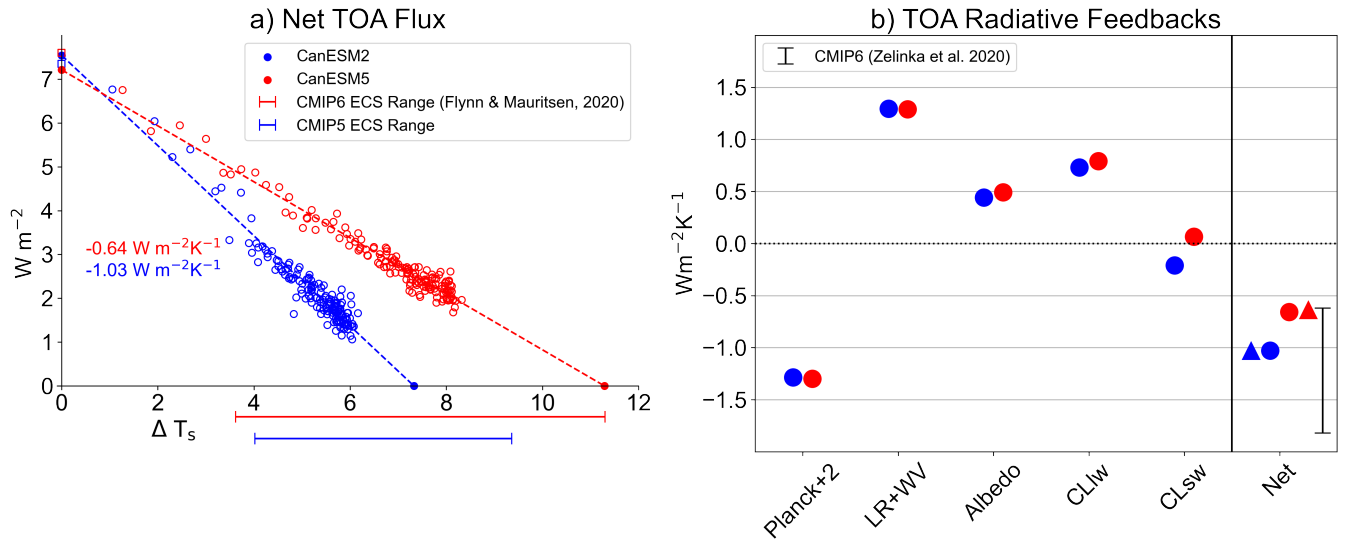 a) Net TOA Flux
CanESM2
CanESM5
CMIP6 ECS Range (Flynn & Mauritsen, 2020)
CMIP5 ECS Range
7
6
5
4
3
2
1
0
W m⁻²
-0.64 W m⁻²K⁻¹
-1.03 W m⁻²K⁻¹
0 2 4 6 8 10 12
Δ Tₛ
b) TOA Radiative Feedbacks
CMIP6 (Zelinka et al. 2020)
1.5
1.0
0.5
0.0
−0.5
−1.0
−1.5
Wm⁻²K⁻¹
Planck+2
LR+WV
Albedo
CLlw
CLsw
Net